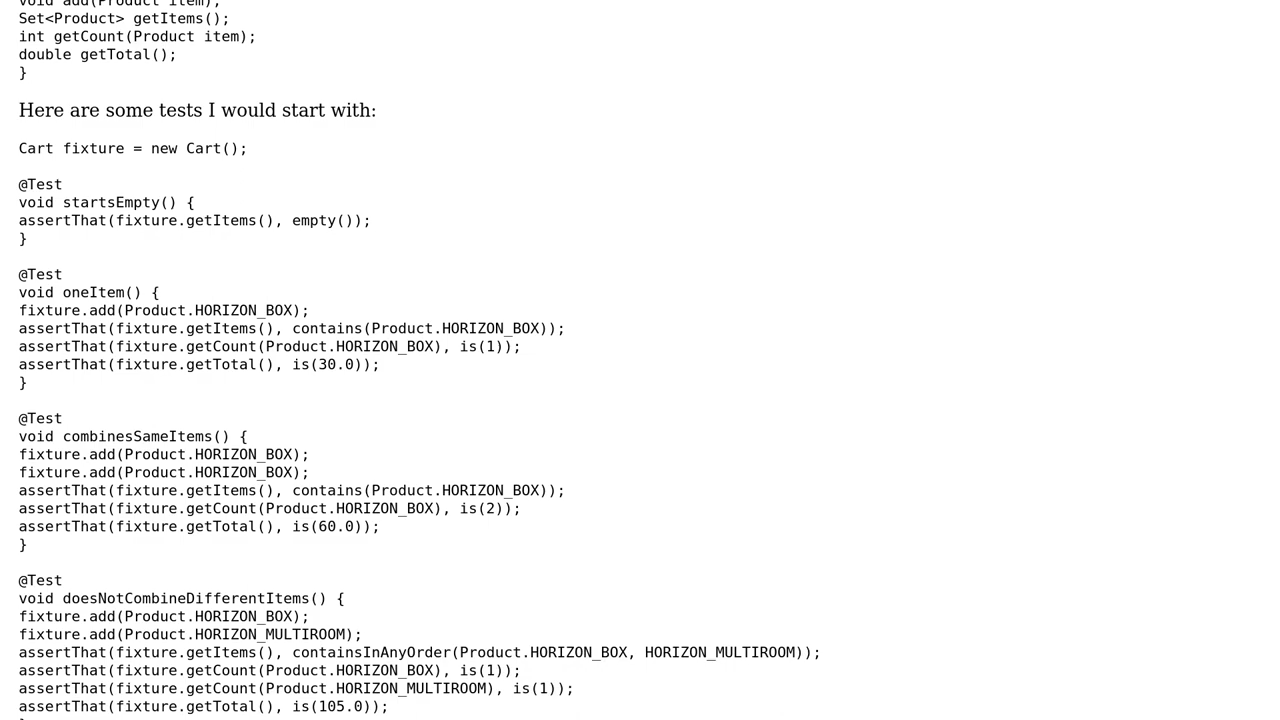 void add(Product item);
Set<Product> getItems();
int getCount(Product item);
double getTotal();
}
Here are some tests I would start with:
Cart fixture = new Cart();
@Test
void startsEmpty() {
assertThat(fixture.getItems(), empty());
}
@Test
void oneItem() {
fixture.add(Product.HORIZON_BOX);
assertThat(fixture.getItems(), contains(Product.HORIZON_BOX));
assertThat(fixture.getCount(Product.HORIZON_BOX), is(1));
assertThat(fixture.getTotal(), is(30.0));
}
@Test
void combinesSameItems() {
fixture.add(Product.HORIZON_BOX);
fixture.add(Product.HORIZON_BOX);
assertThat(fixture.getItems(), contains(Product.HORIZON_BOX));
assertThat(fixture.getCount(Product.HORIZON_BOX), is(2));
assertThat(fixture.getTotal(), is(60.0));
}
@Test
void doesNotCombineDifferentItems() {
fixture.add(Product.HORIZON_BOX);
fixture.add(Product.HORIZON_MULTIROOM);
assertThat(fixture.getItems(), containsInAnyOrder(Product.HORIZON_BOX, HORIZON_MULTIROOM));
assertThat(fixture.getCount(Product.HORIZON_BOX), is(1));
assertThat(fixture.getCount(Product.HORIZON_MULTIROOM), is(1));
assertThat(fixture.getTotal(), is(105.0));
}